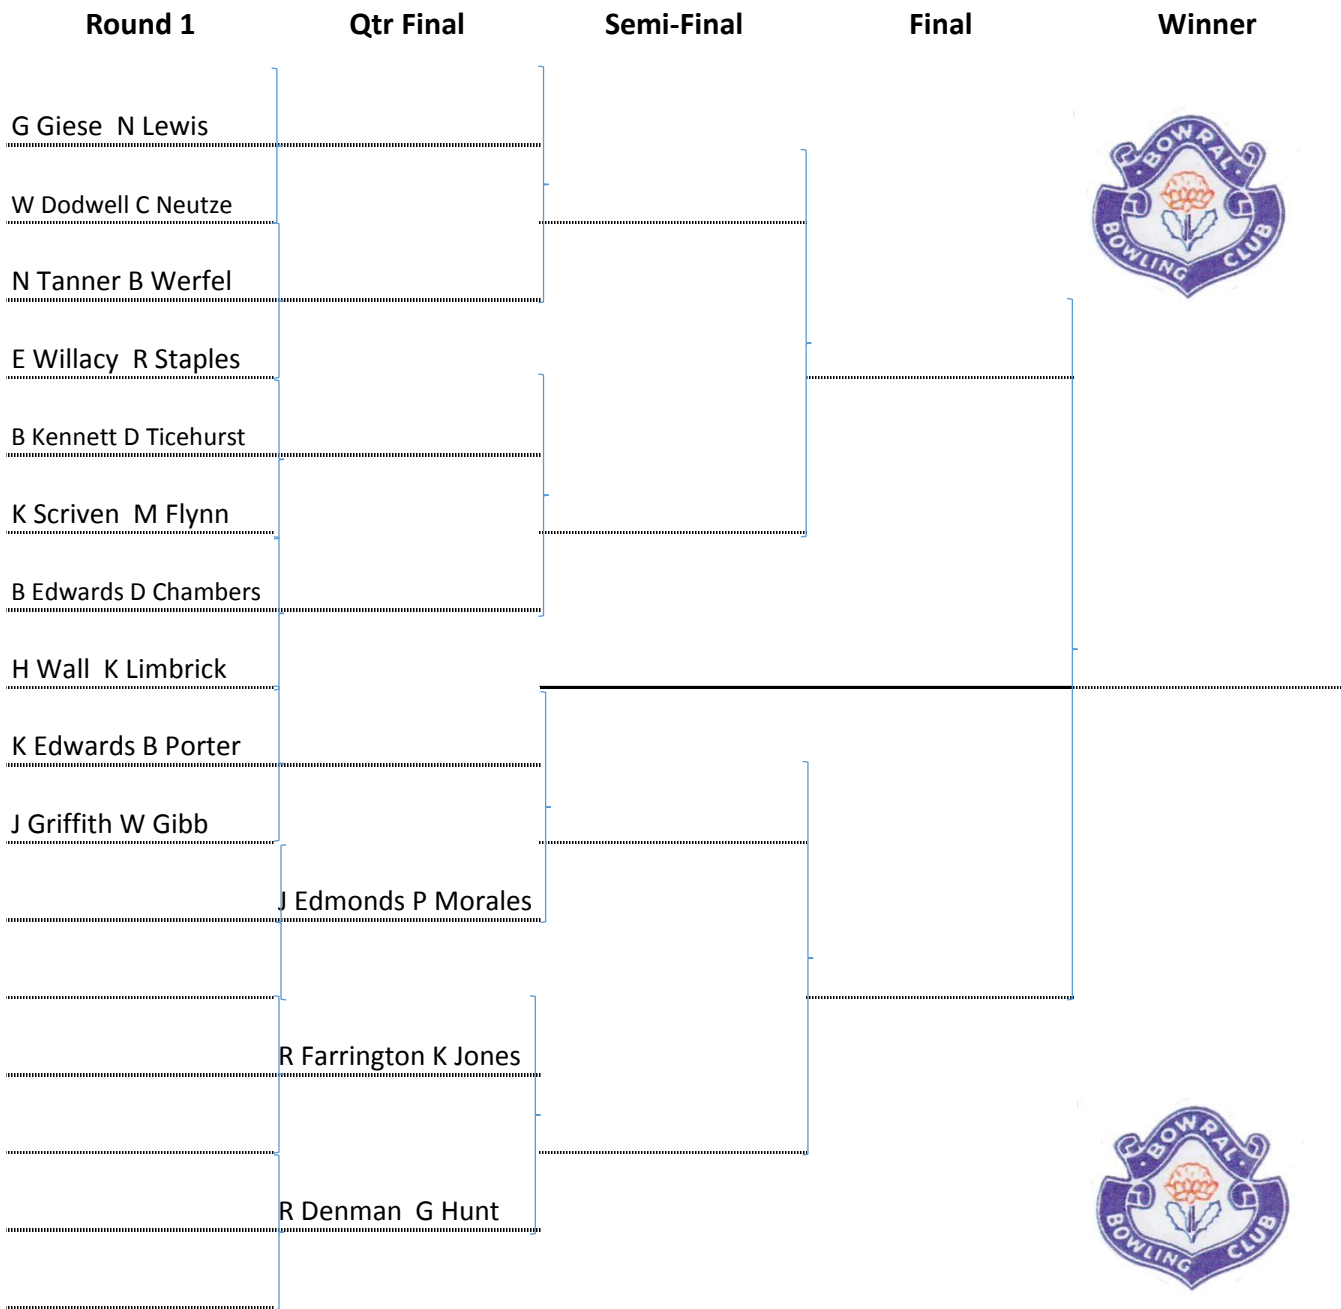 Round 1 Qtr Final Semi-Final Final Winner
G Giese N Lewis
W Dodwell C Neutze
N Tanner B Werfel
E Willacy R Staples
B Kennett D Ticehurst
K Scriven M Flynn
B Edwards D Chambers
H Wall K Limbrick
K Edwards B Porter
J Griffith W Gibb
J Edmonds P Morales
R Farrington K Jones
R Denman G Hunt
BOWRAL
BOWLING CLUB
BOWRAL
BOWLING CLUB